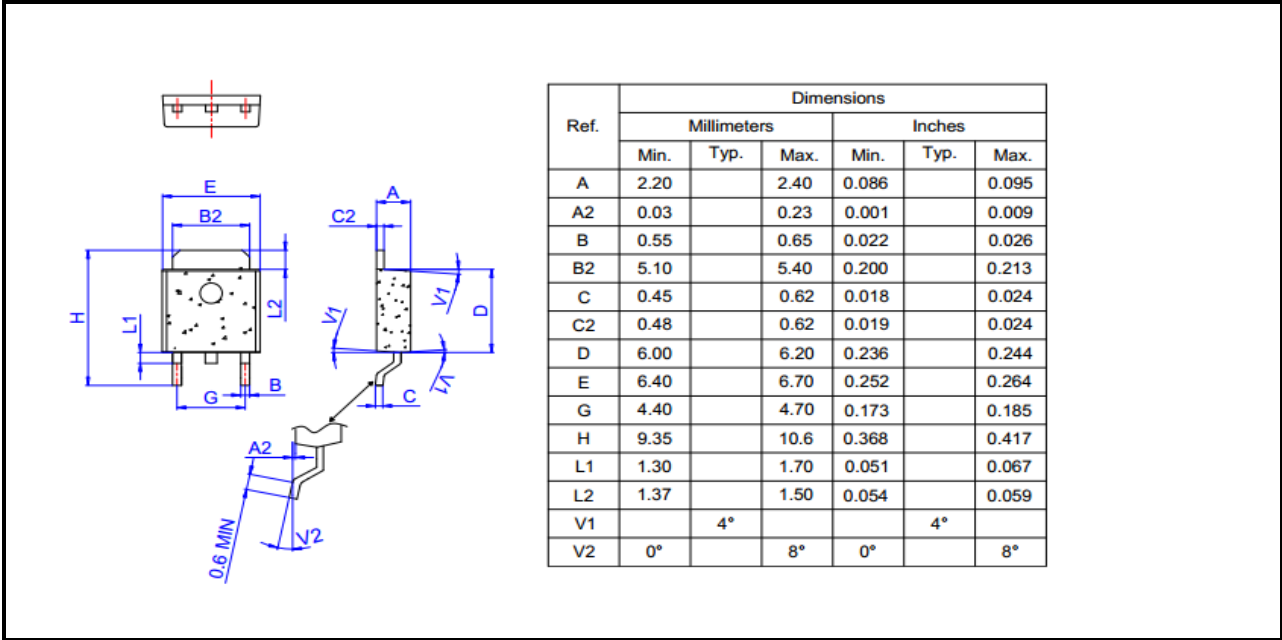 E
B2
H
L1
L2
G
B
A
C2
V1
D
V1
V1
C
A2
0.6 MIN
V2
Ref. Dimensions
Millimeters Inches
Min. Typ. Max. Min. Typ. Max.
A 2.20 2.40 0.086 0.095
A2 0.03 0.23 0.001 0.009
B 0.55 0.65 0.022 0.026
B2 5.10 5.40 0.200 0.213
C 0.45 0.62 0.018 0.024
C2 0.48 0.62 0.019 0.024
D 6.00 6.20 0.236 0.244
E 6.40 6.70 0.252 0.264
G 4.40 4.70 0.173 0.185
H 9.35 10.6 0.368 0.417
L1 1.30 1.70 0.051 0.067
L2 1.37 1.50 0.054 0.059
V1 4° 4°
V2 0° 8° 0° 8°